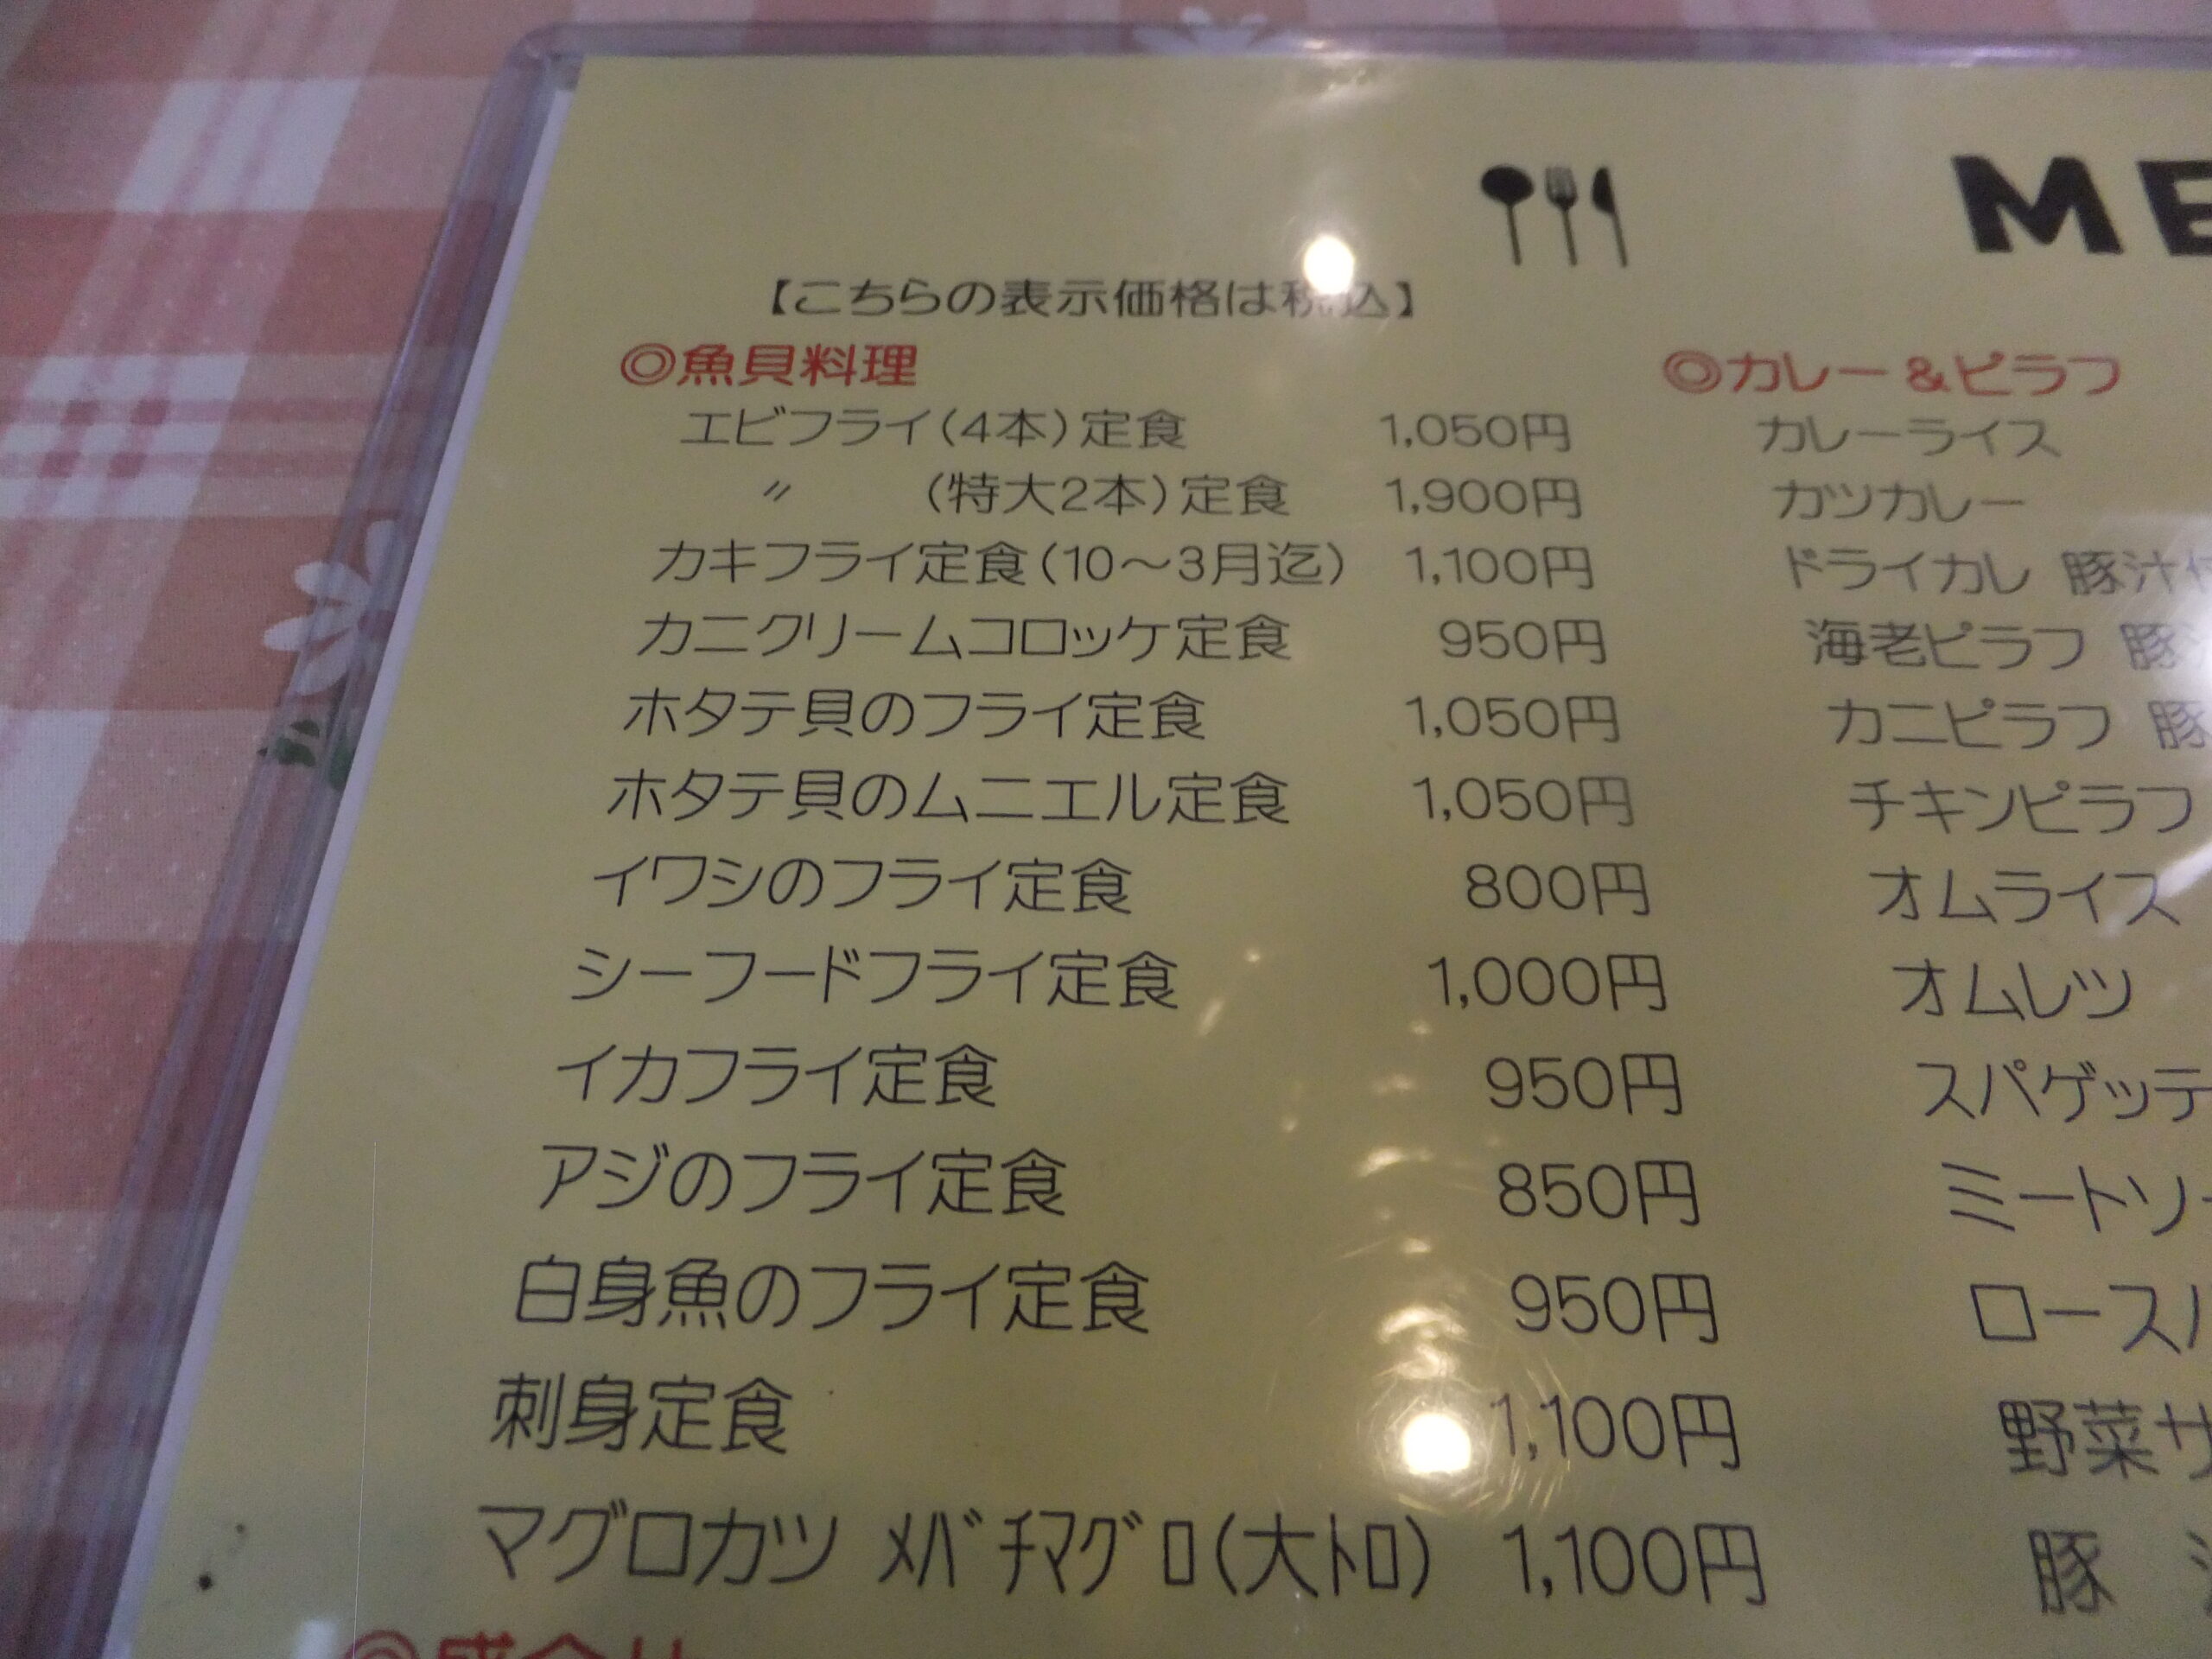 ME
【こちらの表示価格は税込】
◎魚貝料理
エビフライ(4本)定食 1,050円
〃 (特大2本)定食 1,900円
カキフライ定食(10〜3月迄) 1,100円
カニクリームコロッケ定食 950円
ホタテ貝のフライ定食 1,050円
ホタテ貝のムニエル定食 1,050円
イワシのフライ定食 800円
シーフードフライ定食 1,000円
イカフライ定食 950円
アジのフライ定食 850円
白身魚のフライ定食 950円
刺身定食 1,100円
マグロカツ ﾒﾊﾞﾁﾏｸﾞﾛ(大ﾄﾛ) 1,100円
◎カレー&ピラフ
カレーライス
カツカレー
ドライカレ 豚汁付
海老ピラフ 豚
カニピラフ 豚
チキンピラフ
オムライス
オムレツ
スパゲッテ
ミートソ
ロース
野菜サ
豚